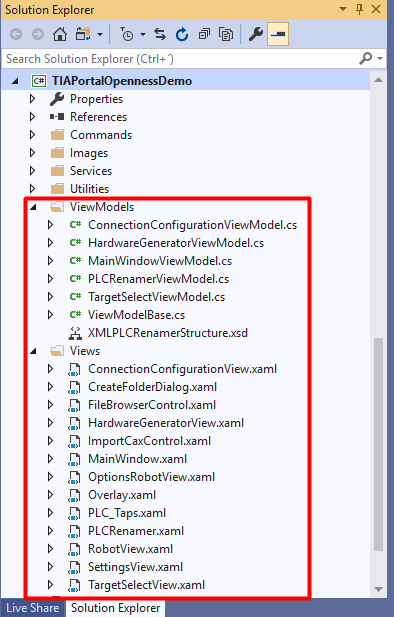 Solution Explorer
Search Solution Explorer (Ctrl+´)
TIAPortalOpennessDemo
Properties
References
Commands
Images
Services
Utilities
ViewModels
ConnectionConfigurationViewModel.cs
HardwareGeneratorViewModel.cs
MainWindowViewModel.cs
PLCRenamerViewModel.cs
TargetSelectViewModel.cs
ViewModelBase.cs
XMLPLCRenamerStructure.xsd
Views
ConnectionConfigurationView.xaml
CreateFolderDialog.xaml
FileBrowserControl.xaml
HardwareGeneratorView.xaml
ImportCaxControl.xaml
MainWindow.xaml
OptionsRobotView.xaml
Overlay.xaml
PLC_Taps.xaml
PLCRenamer.xaml
RobotView.xaml
SettingsView.xaml
TargetSelectView.xaml
Live Share Solution Explorer